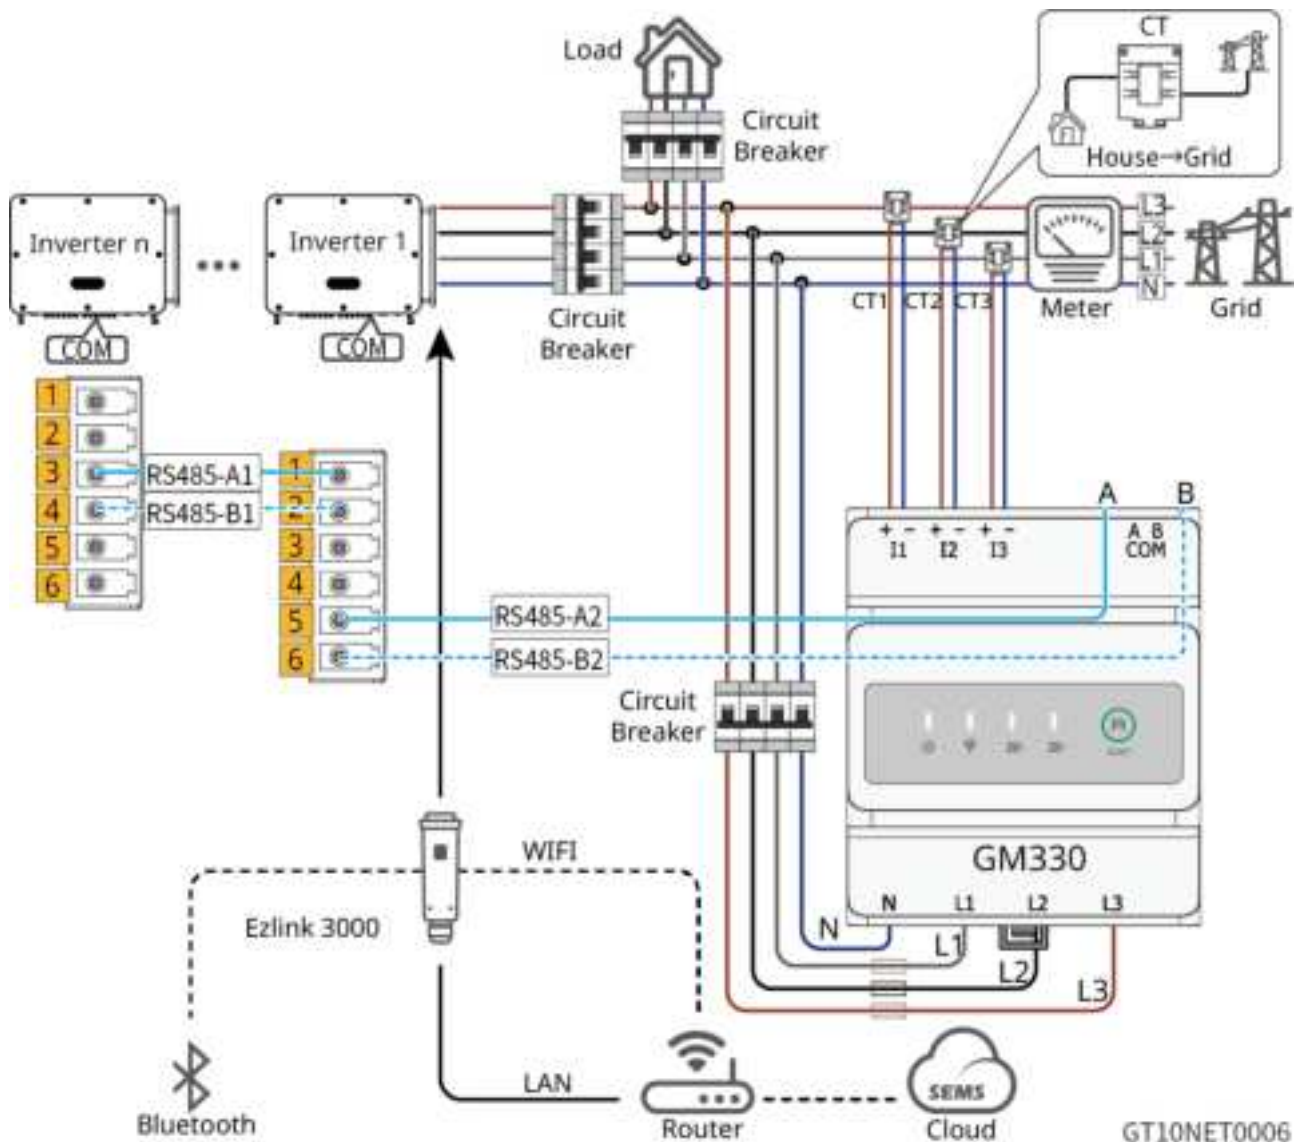 CT
Load
Circuit
Breaker
House→Grid
L3
L2
L1
N
Inverter n
Inverter 1
CT1
CT2
CT3
Meter
Grid
Circuit
Breaker
COM
COM
1
2
3
4
5
6
RS485-A1
RS485-B1
1
2
3
4
5
6
RS485-A2
RS485-B2
A
B
+ -
I1
+ -
I2
+ -
I3
A B
COM
Circuit
Breaker
GM330
N
L1
L2
L3
N
L1
L2
L3
WIFI
Ezlink 3000
LAN
Bluetooth
Router
SEMS
Cloud
GT10NET0006